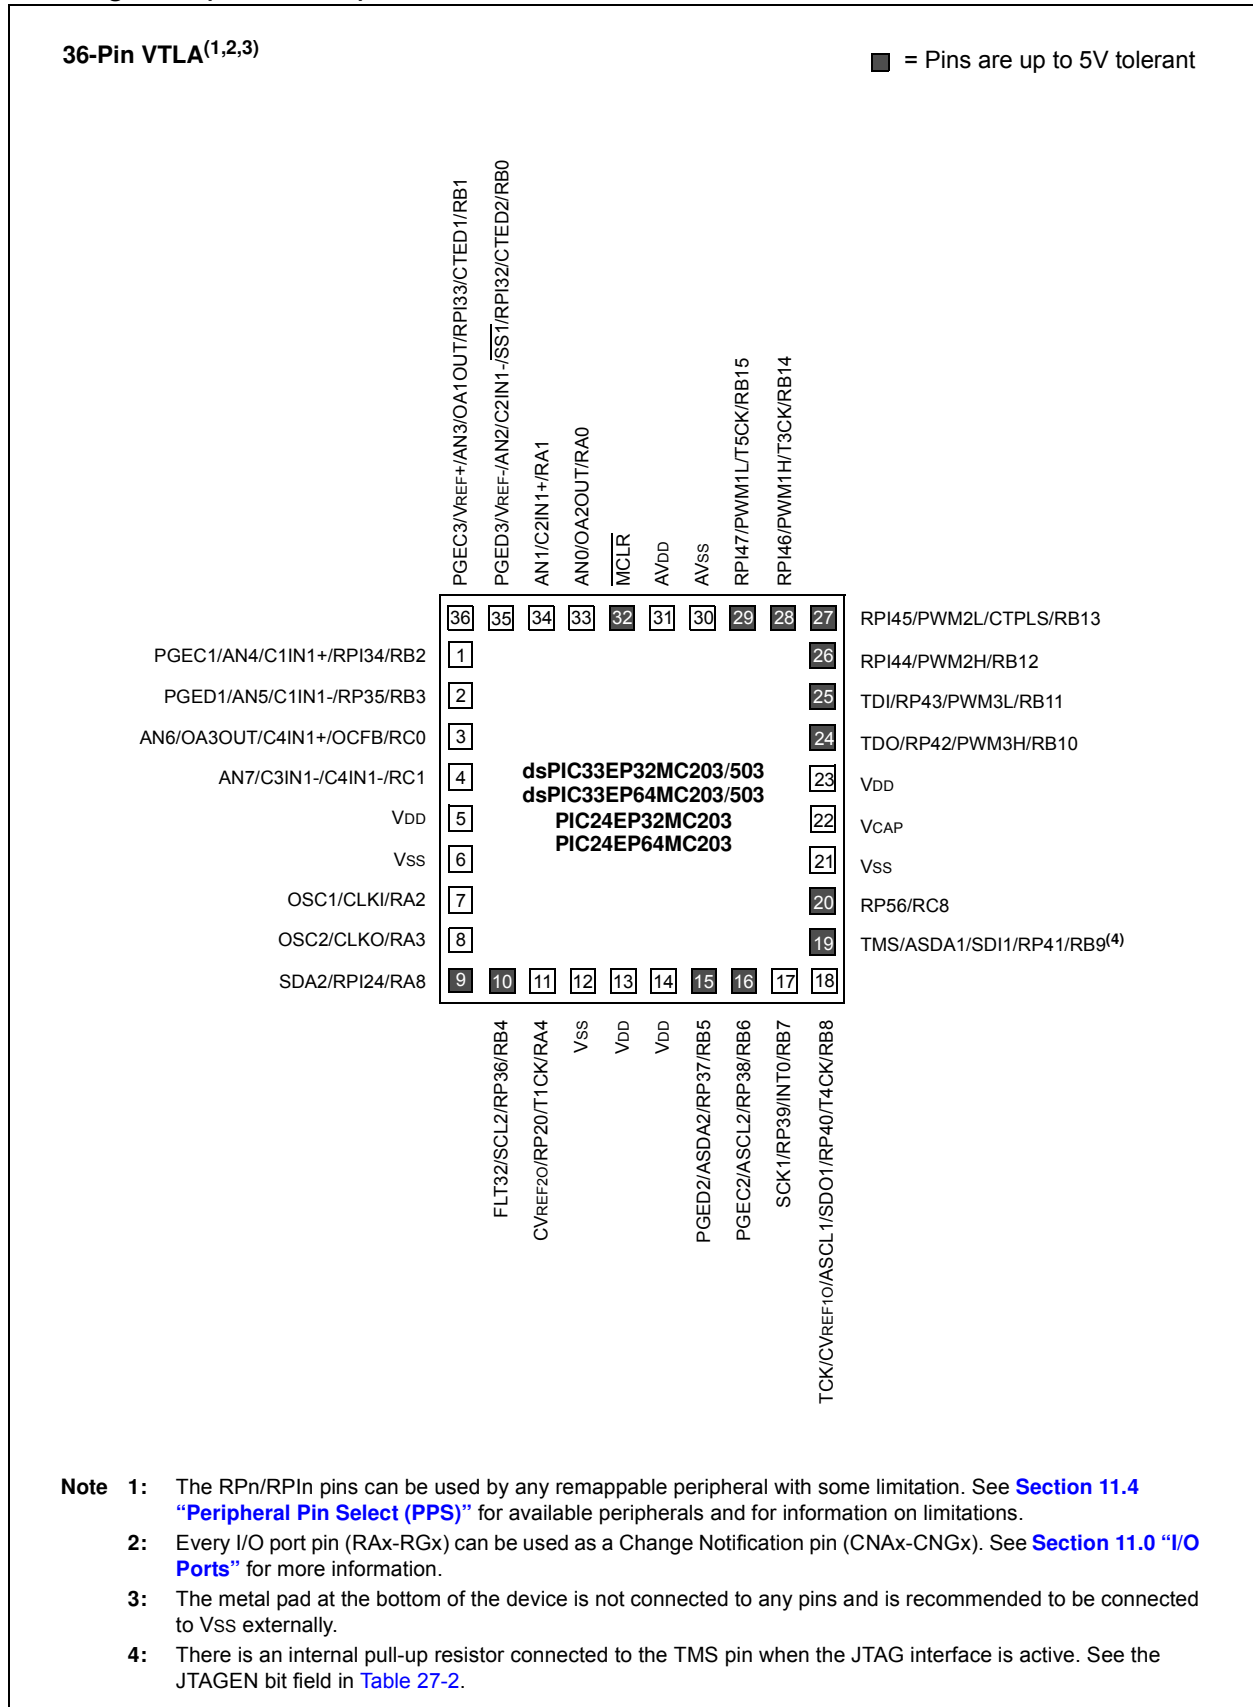 36-Pin VTLA(1,2,3)
= Pins are up to 5V tolerant
PGEC3/VREF+/AN3/OA1OUT/RPI33/CTED1/RB1
PGED3/VREF-/AN2/C2IN1-/SS1/RPI32/CTED2/RB0
AN1/C2IN1+/RA1
AN0/OA2OUT/RA0
MCLR
AVDD
AVSS
RPI47/PWM1L/T5CK/RB15
RPI46/PWM1H/T3CK/RB14
36 35 34 33 32 31 30 29 28 27 RPI45/PWM2L/CTPLS/RB13
PGEC1/AN4/C1IN1+/RPI34/RB2 1 26 RPI44/PWM2H/RB12
PGED1/AN5/C1IN1-/RP35/RB3 2 25 TDI/RP43/PWM3L/RB11
AN6/OA3OUT/C4IN1+/OCFB/RC0 3 24 TDO/RP42/PWM3H/RB10
AN7/C3IN1-/C4IN1-/RC1 4 23 VDD
VDD 5 22 VCAP
VSS 6 21 VSS
OSC1/CLKI/RA2 7 20 RP56/RC8
OSC2/CLKO/RA3 8 19 TMS/ASDA1/SDI1/RP41/RB9(4)
SDA2/RPI24/RA8 9 10 11 12 13 14 15 16 17 18
dsPIC33EP32MC203/503
dsPIC33EP64MC203/503
PIC24EP32MC203
PIC24EP64MC203
FLT32/SCL2/RP36/RB4
CVREF2O/RP20/T1CK/RA4
VSS
VDD
VDD
PGED2/ASDA2/RP37/RB5
PGEC2/ASCL2/RP38/RB6
SCK1/RP39/INT0/RB7
TCK/CVREF1O/ASCL1/SDO1/RP40/T4CK/RB8
Note 1: The RPn/RPIn pins can be used by any remappable peripheral with some limitation. See Section 11.4
“Peripheral Pin Select (PPS)” for available peripherals and for information on limitations.
2: Every I/O port pin (RAx-RGx) can be used as a Change Notification pin (CNAx-CNGx). See Section 11.0 “I/O
Ports” for more information.
3: The metal pad at the bottom of the device is not connected to any pins and is recommended to be connected
to VSS externally.
4: There is an internal pull-up resistor connected to the TMS pin when the JTAG interface is active. See the
JTAGEN bit field in Table 27-2.